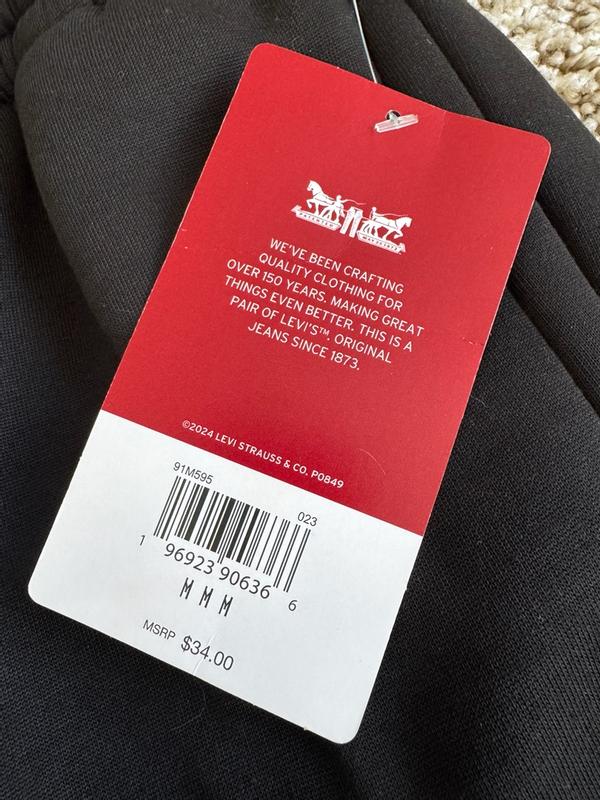 WE'VE BEEN CRAFTING
QUALITY CLOTHING FOR
OVER 150 YEARS. MAKING GREAT
THINGS EVEN BETTER. THIS IS A
PAIR OF LEVI'S™. ORIGINAL
JEANS SINCE 1873.
©2024 LEVI STRAUSS & CO. P0849
91M595
023
1 96923 90636 6
M M M
MSRP $34.00